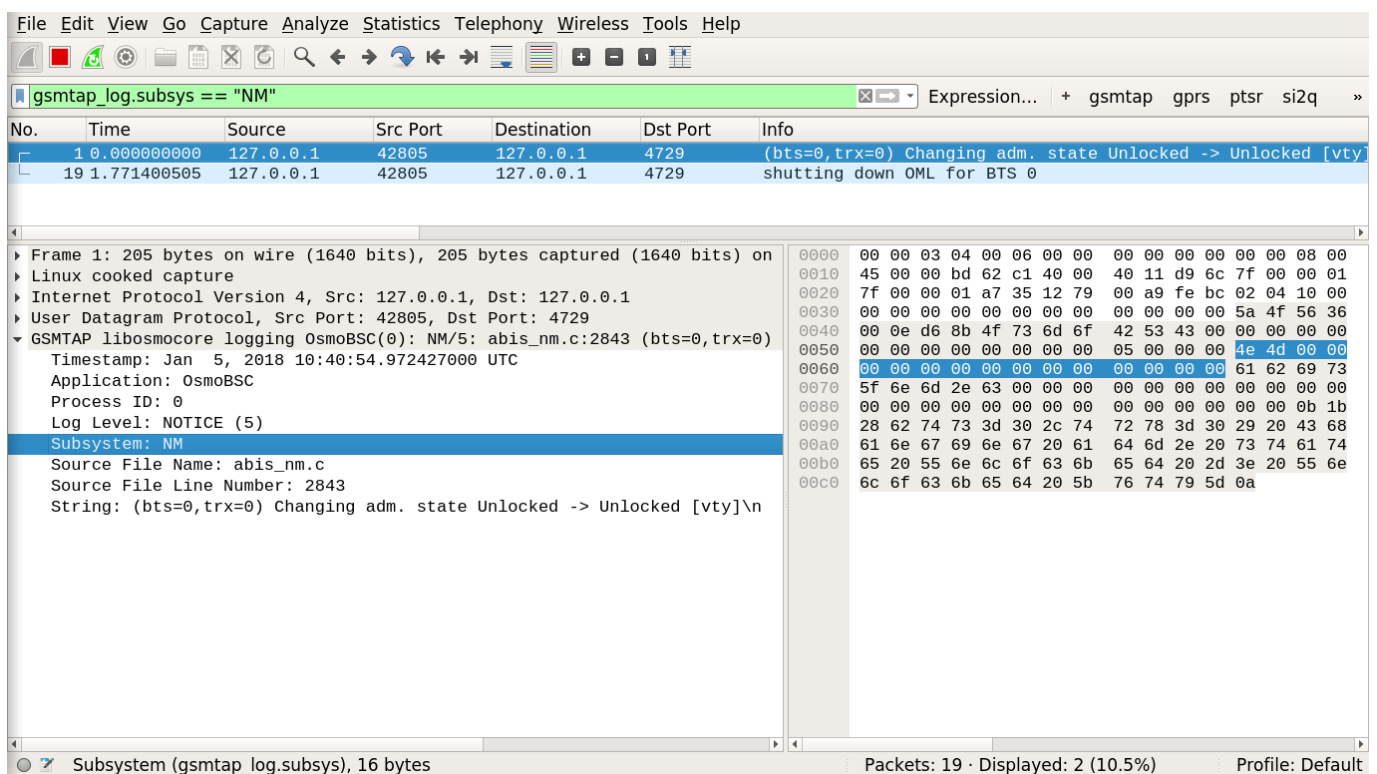 File Edit View Go Capture Analyze Statistics Telephony Wireless Tools Help
gsmtap_log.subsys == "NM" Expression… + gsmtap gprs ptsr si2q »
No. Time Source Src Port Destination Dst Port Info
1 0.000000000 127.0.0.1 42805 127.0.0.1 4729 (bts=0,trx=0) Changing adm. state Unlocked -> Unlocked [vty]
19 1.771400505 127.0.0.1 42805 127.0.0.1 4729 shutting down OML for BTS 0
Frame 1: 205 bytes on wire (1640 bits), 205 bytes captured (1640 bits) on
Linux cooked capture
Internet Protocol Version 4, Src: 127.0.0.1, Dst: 127.0.0.1
User Datagram Protocol, Src Port: 42805, Dst Port: 4729
GSMTAP libosmocore logging OsmoBSC(0): NM/5: abis_nm.c:2843 (bts=0,trx=0)
Timestamp: Jan  5, 2018 10:40:54.972427000 UTC
Application: OsmoBSC
Process ID: 0
Log Level: NOTICE (5)
Subsystem: NM
Source File Name: abis_nm.c
Source File Line Number: 2843
String: (bts=0,trx=0) Changing adm. state Unlocked -> Unlocked [vty]\n
0000 00 00 03 04 00 06 00 00 00 00 00 00 00 00 08 00
0010 45 00 00 bd 62 c1 40 00 40 11 d9 6c 7f 00 00 01
0020 7f 00 00 01 a7 35 12 79 00 a9 fe bc 02 04 10 00
0030 00 00 00 00 00 00 00 00 00 00 00 00 5a 4f 56 36
0040 00 0e d6 8b 4f 73 6d 6f 42 53 43 00 00 00 00 00
0050 00 00 00 00 00 00 00 00 05 00 00 00 4e 4d 00 00
0060 00 00 00 00 00 00 00 00 00 00 00 00 61 62 69 73
0070 5f 6e 6d 2e 63 00 00 00 00 00 00 00 00 00 00 00
0080 00 00 00 00 00 00 00 00 00 00 00 00 00 00 0b 1b
0090 28 62 74 73 3d 30 2c 74 72 78 3d 30 29 20 43 68
00a0 61 6e 67 69 6e 67 20 61 64 6d 2e 20 73 74 61 74
00b0 65 20 55 6e 6c 6f 63 6b 65 64 20 2d 3e 20 55 6e
00c0 6c 6f 63 6b 65 64 20 5b 76 74 79 5d 0a
Subsystem (gsmtap_log.subsys), 16 bytes Packets: 19 · Displayed: 2 (10.5%) Profile: Default